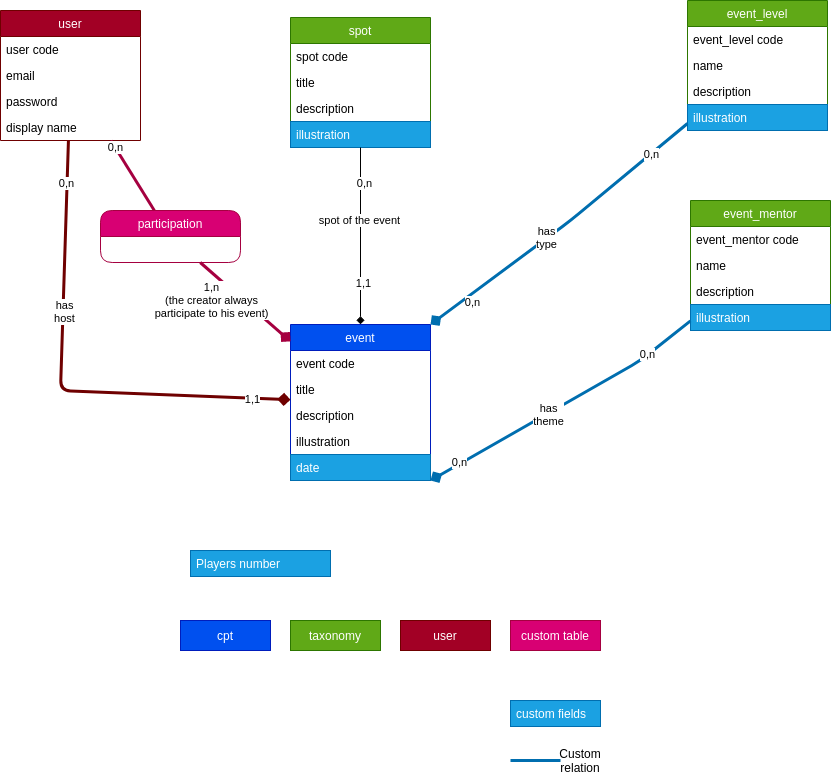 user
user code
email
password
display name
spot
spot code
title
description
illustration
event_level
event_level code
name
description
illustration
0,n
0,n
participation
0,n
spot of the event
1,1
0,n
has
type
0,n
event_mentor
event_mentor code
name
description
illustration
1,n
(the creator always
participate to his event)
has
host
1,1
event
event code
title
description
illustration
date
0,n
has
theme
0,n
Players number
cpt
taxonomy
user
custom table
custom fields
Custom
relation